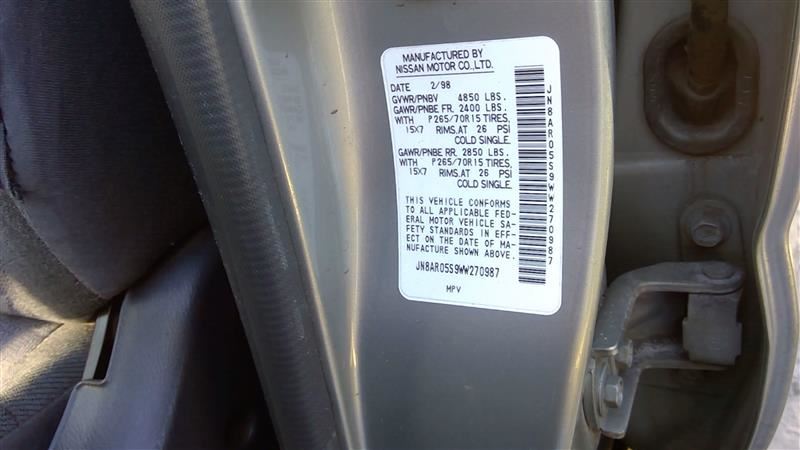 MANUFACTURED BY
NISSAN MOTOR CO.,LTD.
DATE 2/98
GVWR/PNBV 4850 LBS.
GAWR/PNBE FR. 2400 LBS.
WITH P265/70R15 TIRES,
15X7 RIMS,AT 26 PSI
COLD SINGLE.
GAWR/PNBE RR. 2850 LBS.
WITH P265/70R15 TIRES,
15X7 RIMS,AT 26 PSI
COLD SINGLE.
THIS VEHICLE CONFORMS
TO ALL APPLICABLE FED-
ERAL MOTOR VEHICLE SA-
FETY STANDARDS IN EFF-
ECT ON THE DATE OF MA-
NUFACTURE SHOWN ABOVE.
JN8AR05S9WW270987
MPV
JN8AR05S9WW270987